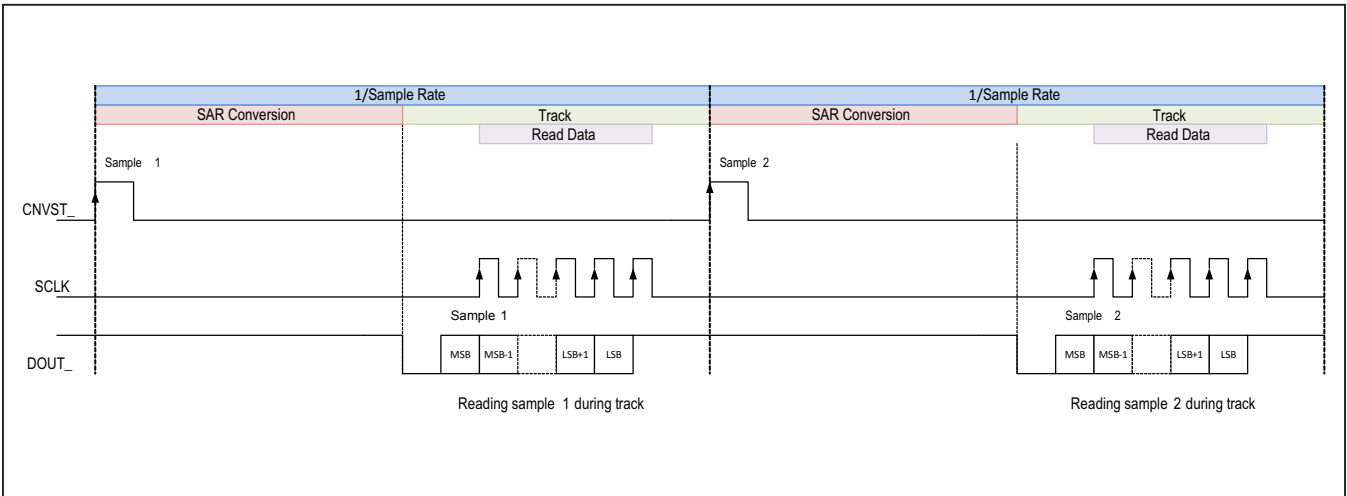 1/Sample Rate 1/Sample Rate
SAR Conversion Track SAR Conversion Track
Read Data Read Data
Sample 1 Sample 2
CNVST_
SCLK
Sample 1 Sample 2
DOUT_ MSB MSB-1 LSB+1 LSB MSB MSB-1 LSB+1 LSB
Reading sample 1 during track Reading sample 2 during track